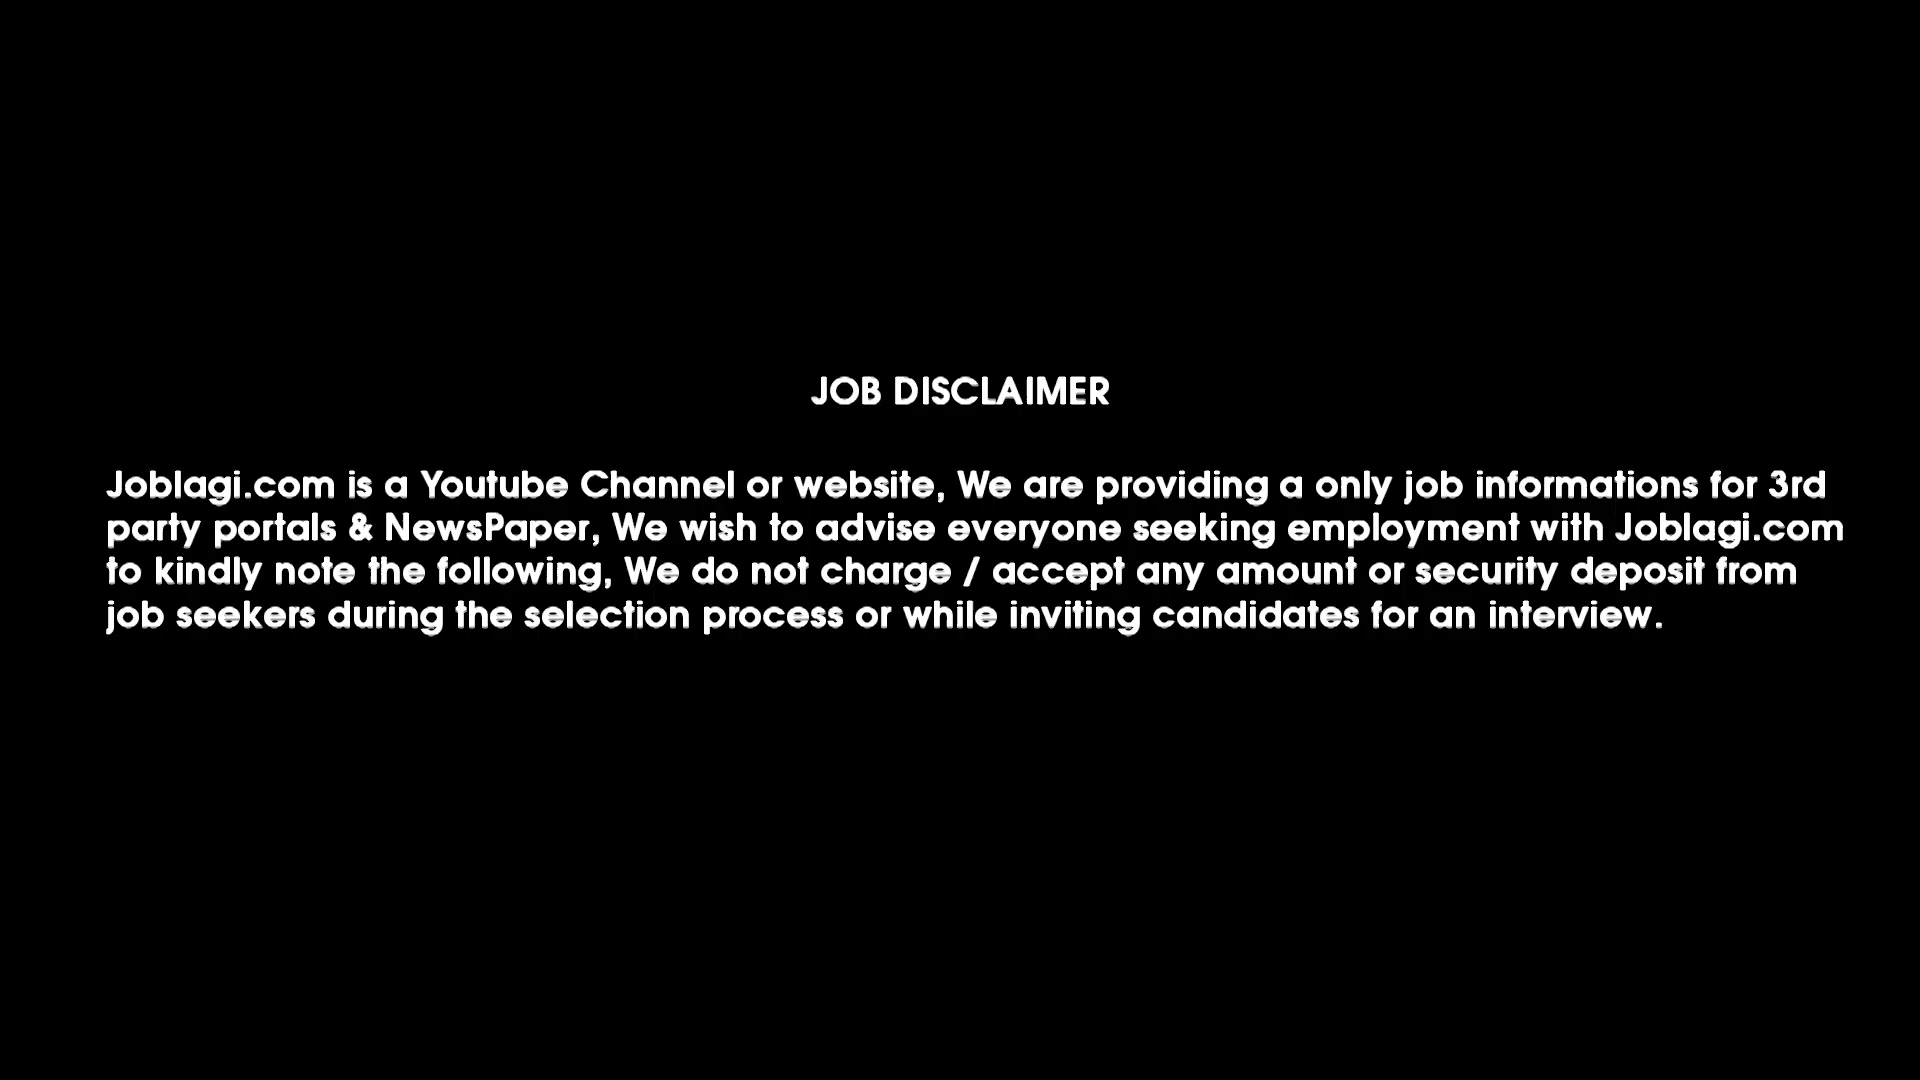 JOB DISCLAIMER
Joblagi.com is a Youtube Channel or website, We are providing a only job informations for 3rd
party portals & NewsPaper, We wish to advise everyone seeking employment with Joblagi.com
to kindly note the following, We do not charge / accept any amount or security deposit from
job seekers during the selection process or while inviting candidates for an interview.